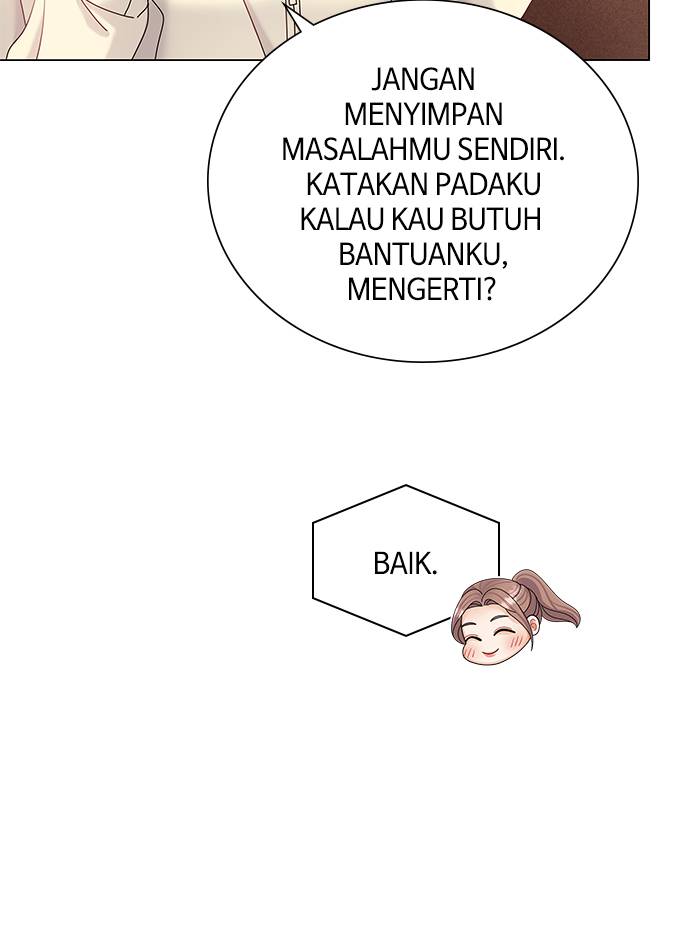 JANGAN
MENYIMPAN
MASALAHMU SENDIRI.
KATAKAN PADAKU
KALAU KAU BUTUH
BANTUANKU,
MENGERTI?
BAIK.